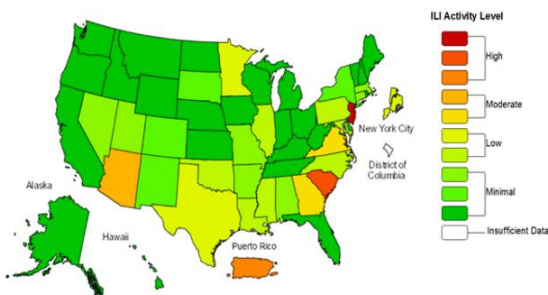 ILI Activity Level
High
Moderate
Low
Minimal
Insufficient Data
New York City
District of
Columbia
Alaska
Hawaii
Puerto Rico